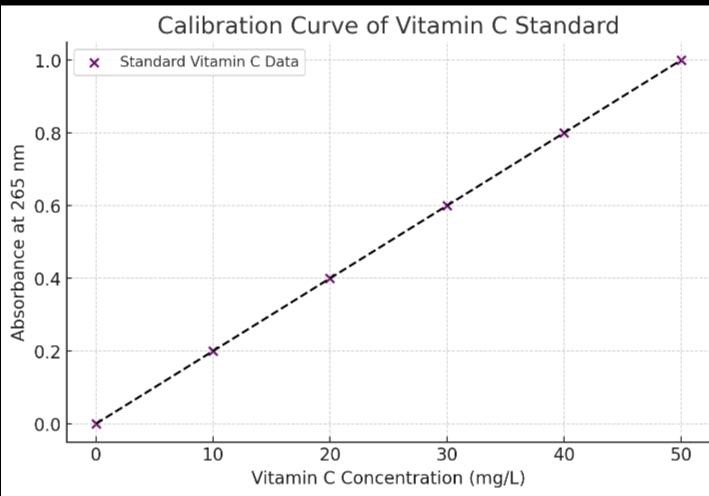 Calibration Curve of Vitamin C Standard
Standard Vitamin C Data
1.0
0.8
0.6
0.4
0.2
0.0
Absorbance at 265 nm
0 10 20 30 40 50
Vitamin C Concentration (mg/L)